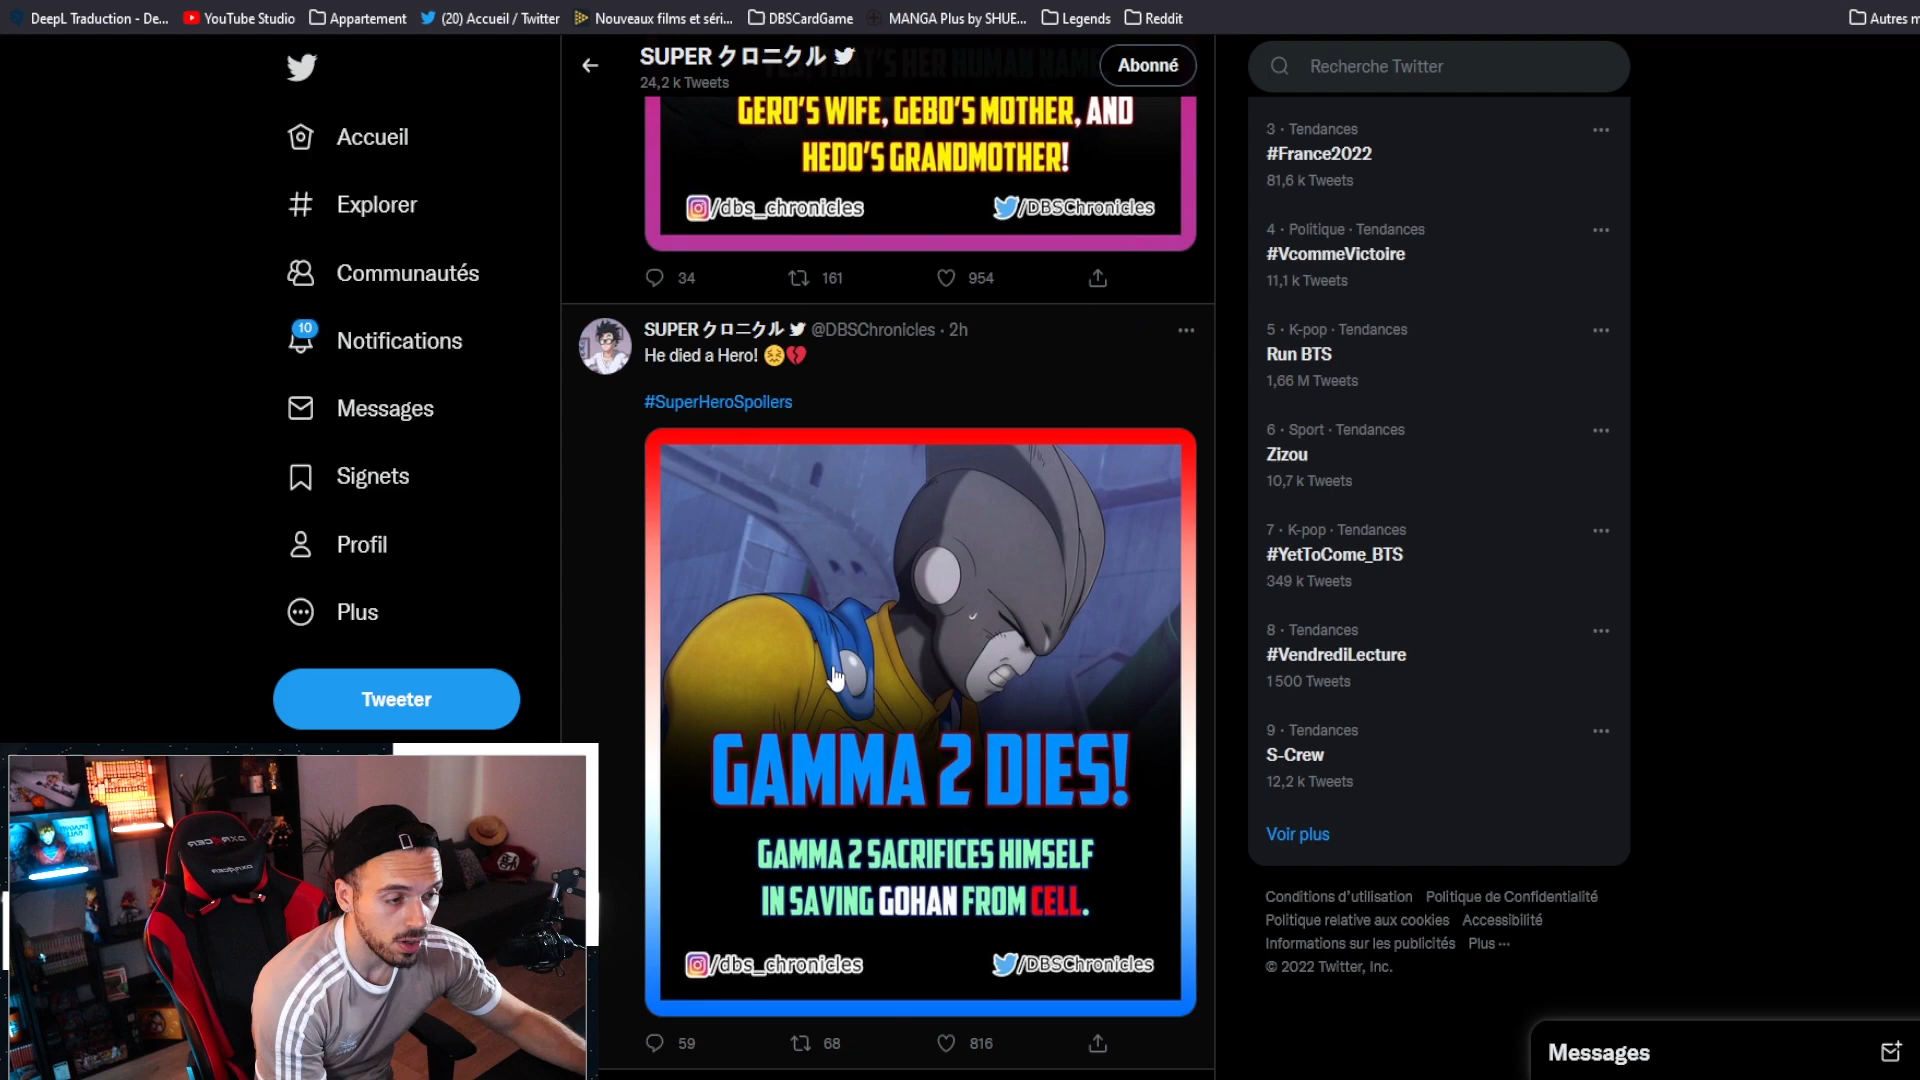 DeepL Traduction - De...
YouTube Studio
Appartement
(20) Accueil / Twitter
Nouveaux films et séri...
DBSCardGame
MANGA Plus by SHUE...
Legends
Reddit
Autres m
SUPER クロニクル
24,2 k Tweets
Abonné
Recherche Twitter
Accueil
Explorer
Communautés
10
Notifications
Messages
Signets
Profil
Plus
Tweeter
YES, THAT'S HER HUMAN NAME
GERO'S WIFE, GEBO'S MOTHER, AND
HEDO'S GRANDMOTHER!
/dbs_chronicles
/DBSChronicles
34
161
954
SUPER クロニクル @DBSChronicles · 2h
He died a Hero!
#SuperHeroSpoilers
GAMMA 2 DIES!
GAMMA 2 SACRIFICES HIMSELF
IN SAVING GOHAN FROM CELL.
/dbs_chronicles
/DBSChronicles
59
68
816
3 · Tendances
#France2022
81,6 k Tweets
4 · Politique · Tendances
#VcommeVictoire
11,1 k Tweets
5 · K-pop · Tendances
Run BTS
1,66 M Tweets
6 · Sport · Tendances
Zizou
10,7 k Tweets
7 · K-pop · Tendances
#YetToCome_BTS
349 k Tweets
8 · Tendances
#VendrediLecture
1 500 Tweets
9 · Tendances
S-Crew
12,2 k Tweets
Voir plus
Conditions d'utilisation Politique de Confidentialité
Politique relative aux cookies Accessibilité
Informations sur les publicités Plus ···
© 2022 Twitter, Inc.
Messages